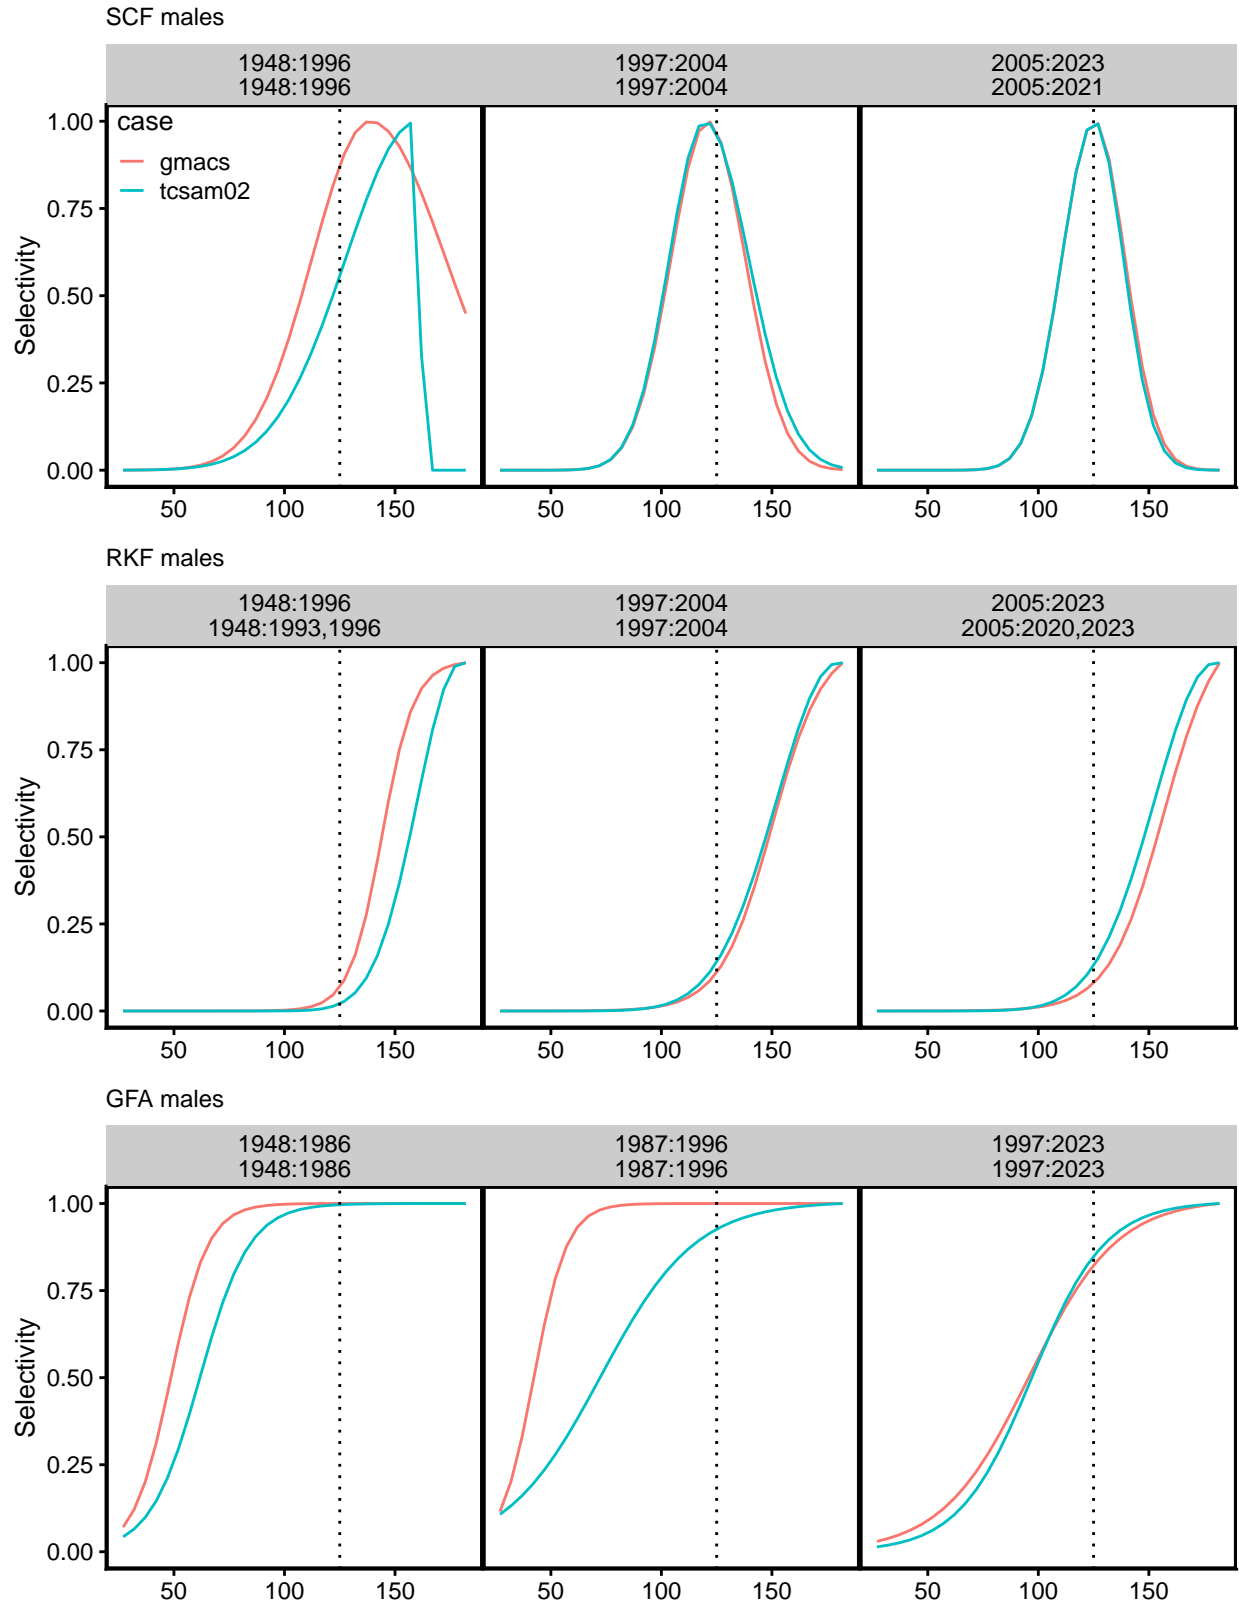 SCF males
1948:1996 1997:2004 2005:2023
1948:1996 1997:2004 2005:2021
case
gmacs
tcsam02
Selectivity
1.00
0.75
0.50
0.25
0.00
50 100 150 50 100 150 50 100 150
RKF males
1948:1996 1997:2004 2005:2023
1948:1993,1996 1997:2004 2005:2020,2023
Selectivity
1.00
0.75
0.50
0.25
0.00
50 100 150 50 100 150 50 100 150
GFA males
1948:1986 1987:1996 1997:2023
1948:1986 1987:1996 1997:2023
Selectivity
1.00
0.75
0.50
0.25
0.00
50 100 150 50 100 150 50 100 150